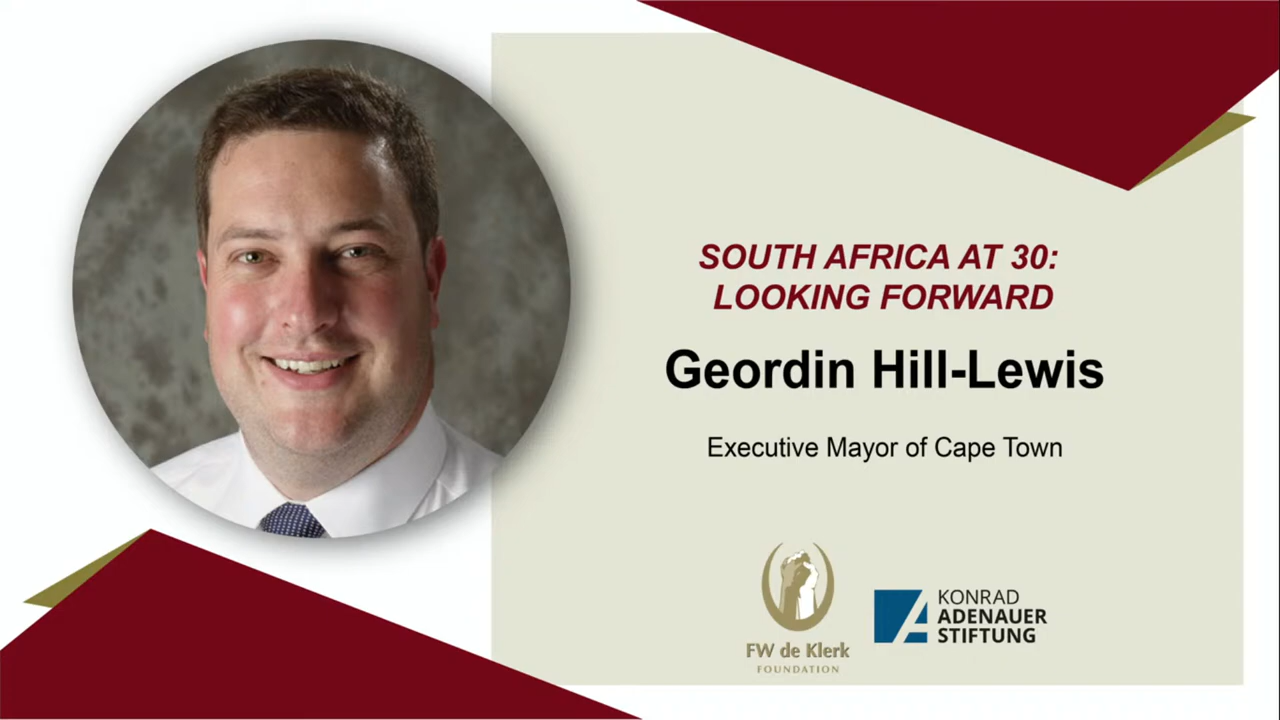 SOUTH AFRICA AT 30:
LOOKING FORWARD
Geordin Hill-Lewis
Executive Mayor of Cape Town
FW de Klerk
FOUNDATION
KONRAD
ADENAUER
STIFTUNG